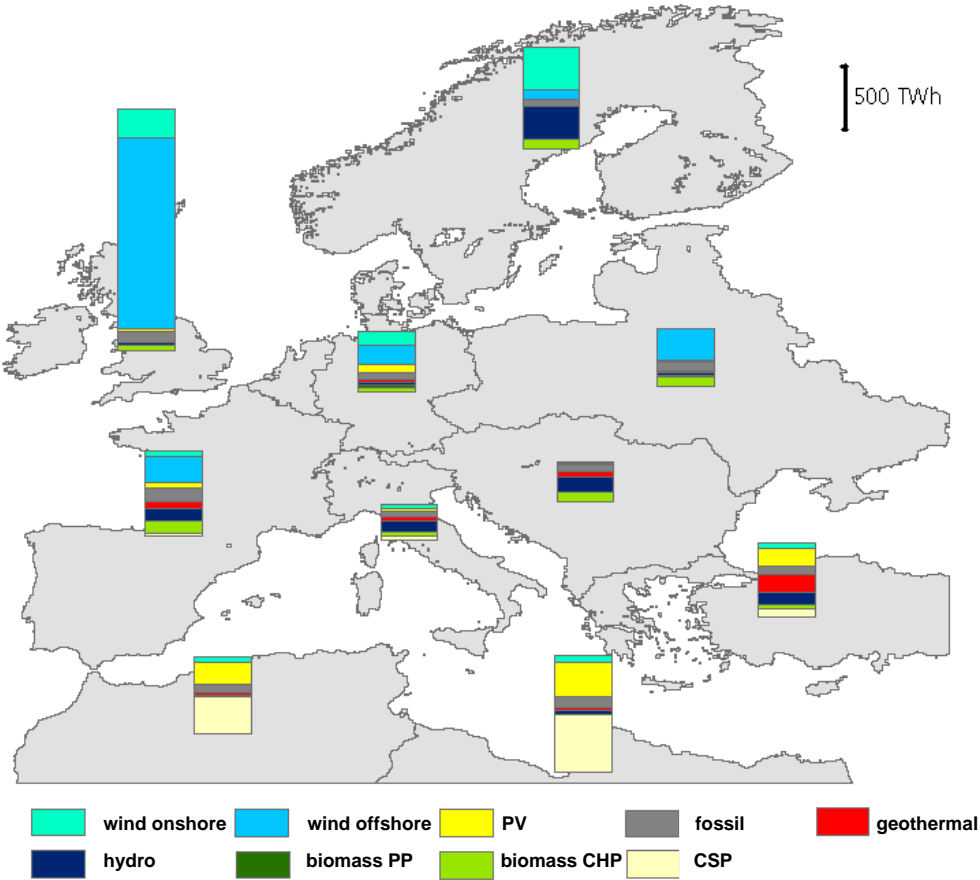 500 TWh
wind onshore wind offshore PV fossil geothermal
hydro biomass PP biomass CHP CSP